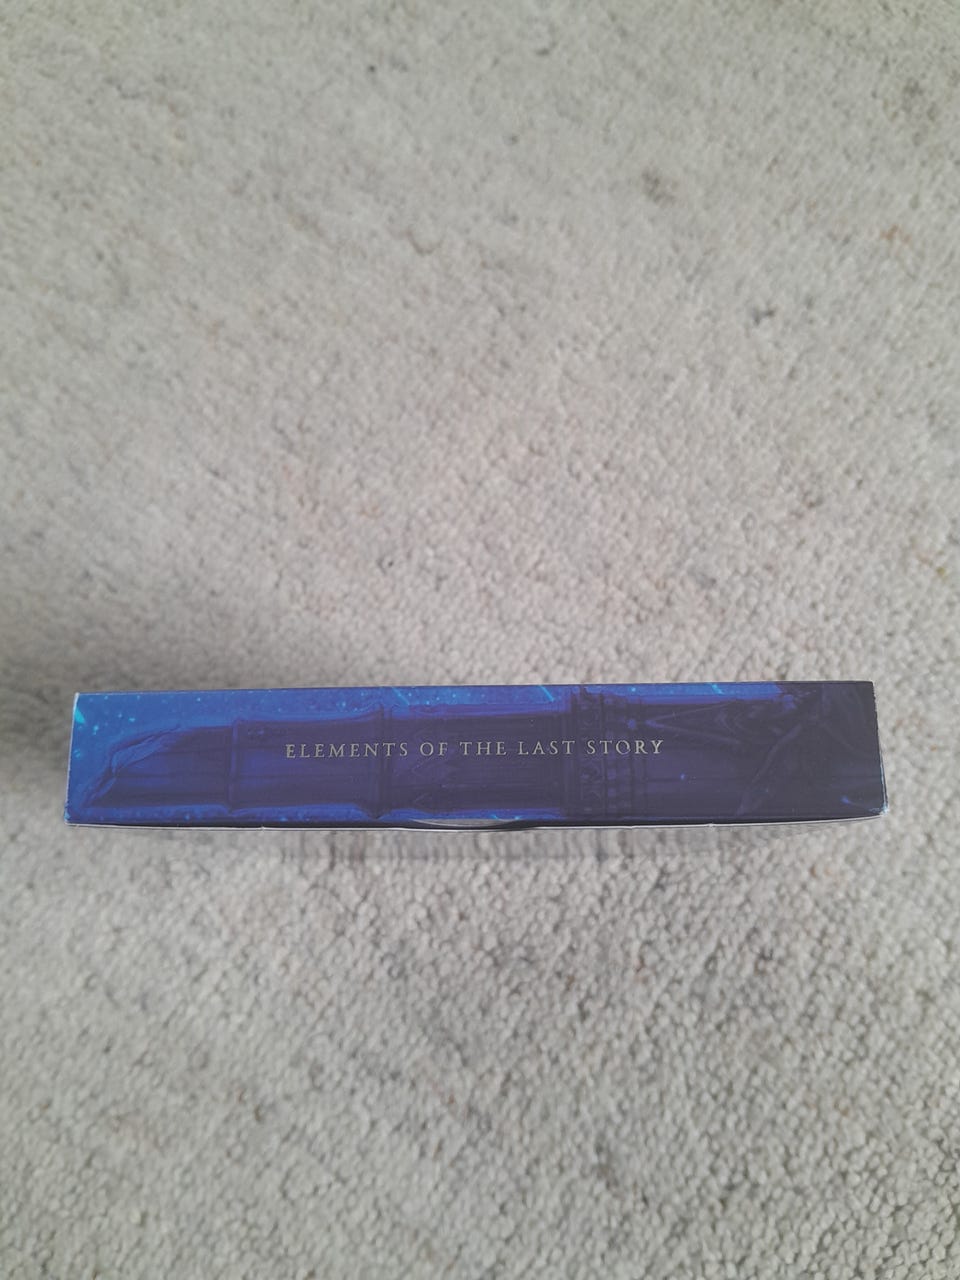 ELEMENTS OF THE LAST STORY